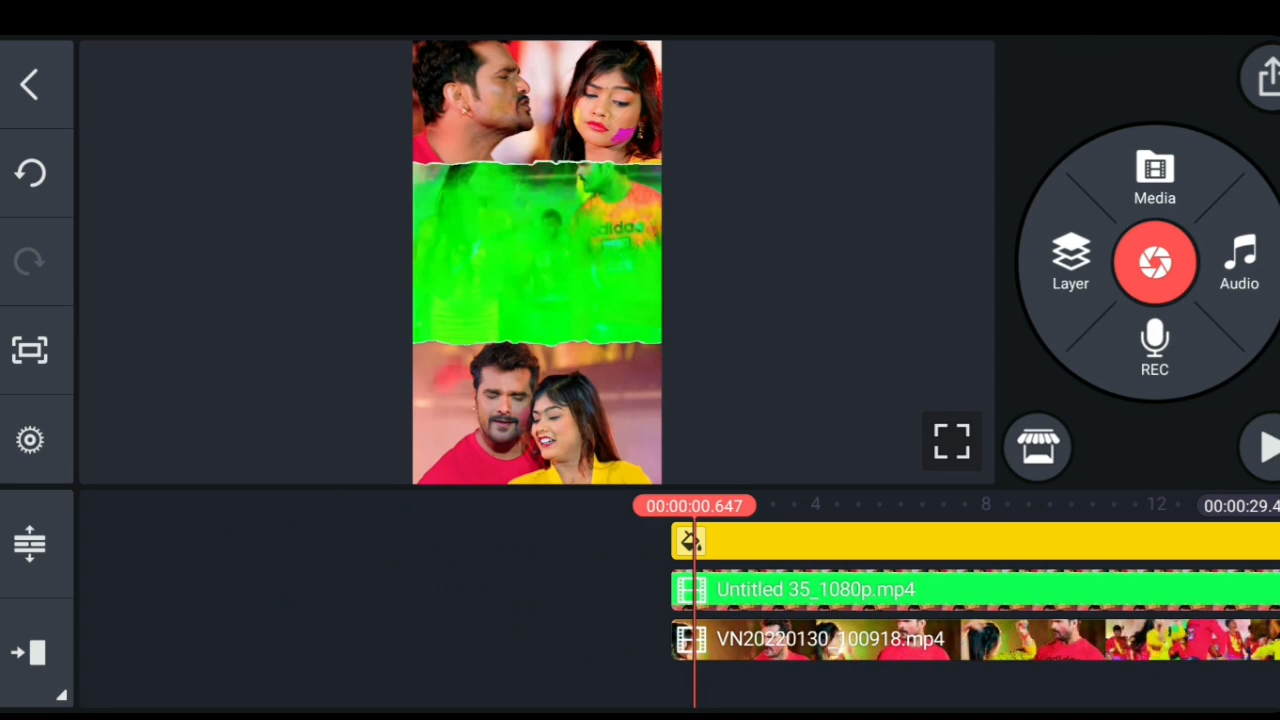 Media
Layer
Audio
REC
adidas
00:00:00.647
4
8
12
00:00:29.4
Untitled 35_1080p.mp4
VN20220130_100918.mp4